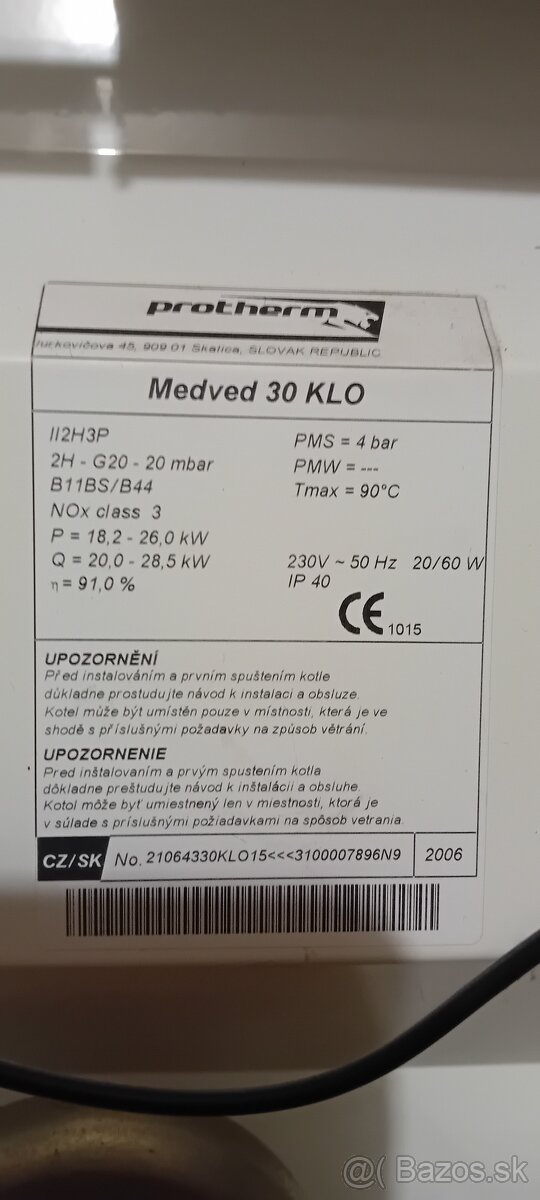 protherm
Jurkovičova 45, 909 01 Skalica, SLOVAK REPUBLIC
Medved 30 KLO
II2H3P
2H - G20 - 20 mbar
B11BS/B44
NOx class 3
P = 18,2 - 26,0 kW
Q = 20,0 - 28,5 kW
η = 91,0 %
PMS = 4 bar
PMW = ---
Tmax = 90°C
230V ~ 50 Hz 20/60 W
IP 40
CE 1015
UPOZORNĚNÍ
Před instalováním a prvním spuštením kotle
důkladne prostudujte návod k instalaci a obsluze.
Kotel může být umístěn pouze v místnosti, která je ve
shodě s příslušnými požadavky na způsob větrání.
UPOZORNENIE
Pred inštalovaním a prvým spustením kotla
dôkladne preštudujte návod k inštalácii a obsluhe.
Kotol môže byť umiestnený len v miestnosti, ktorá je
v súlade s príslušnými požiadavkami na spôsob vetrania.
CZ/SK No. 21064330KLO15<<<3100007896N9 2006
@( Bazos.sk